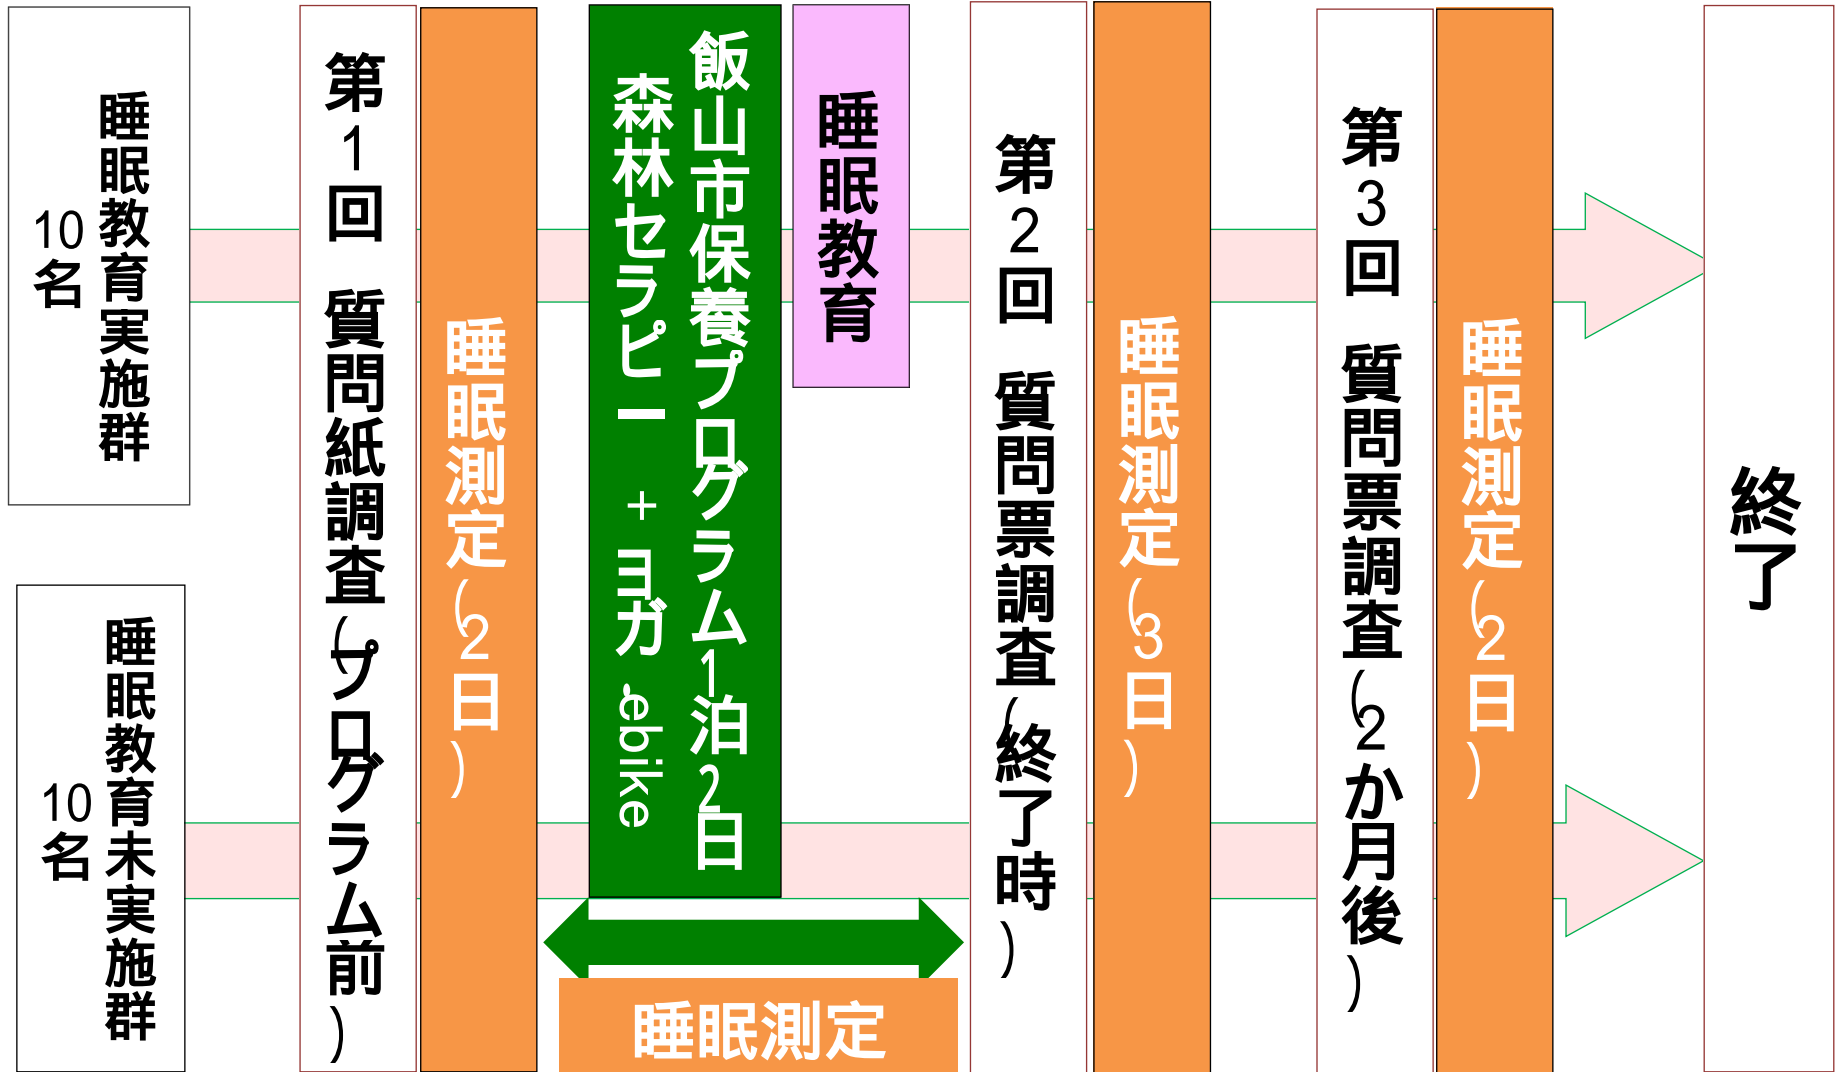 睡眠教育実施群
10名
睡眠教育未実施群
10名
第1回 質問紙調査(プログラム前)
睡眠測定(2日)
飯山市保養プログラム1泊2日
森林セラピー +ヨガ、ebike
睡眠教育
睡眠測定
第2回 質問票調査(終了時)
睡眠測定(3日)
第3回 質問票調査(2か月後)
睡眠測定(2日)
終了